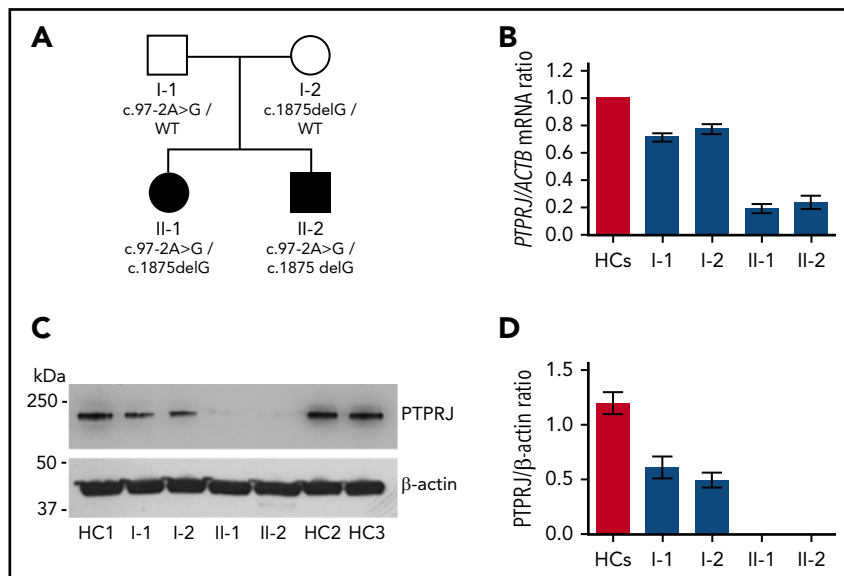 A
I-1
c.97-2A>G /
WT
I-2
c.1875delG /
WT
II-1
c.97-2A>G /
c.1875delG
II-2
c.97-2A>G /
c.1875 delG
B
PTPRJ/ACTB mRNA ratio
1.2
1.0
0.8
0.6
0.4
0.2
0.0
HCs I-1 I-2 II-1 II-2
C
kDa
250 -
PTPRJ
50 -
β-actin
37 -
HC1 I-1 I-2 II-1 II-2 HC2 HC3
D
PTPRJ/β-actin ratio
1.5
1.0
0.5
0.0
HCs I-1 I-2 II-1 II-2